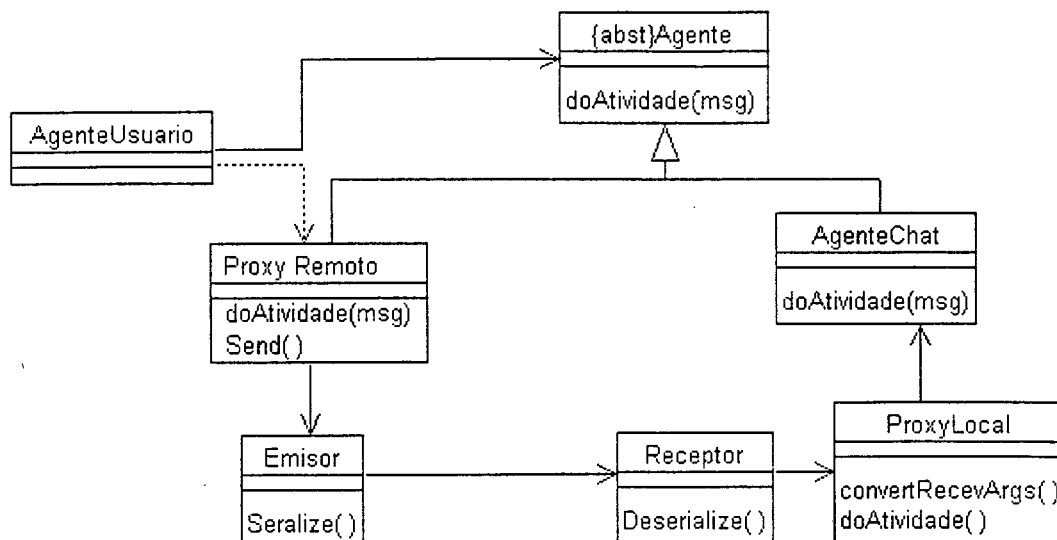 {abst}Agente
doAtividade(msg)
AgenteUsuario
AgenteChat
doAtividade(msg)
Proxy Remoto
doAtividade(msg)
Send()
Emisor
Seralize()
Receptor
Deserialize()
ProxyLocal
convertRecevArgs()
doAtividade()